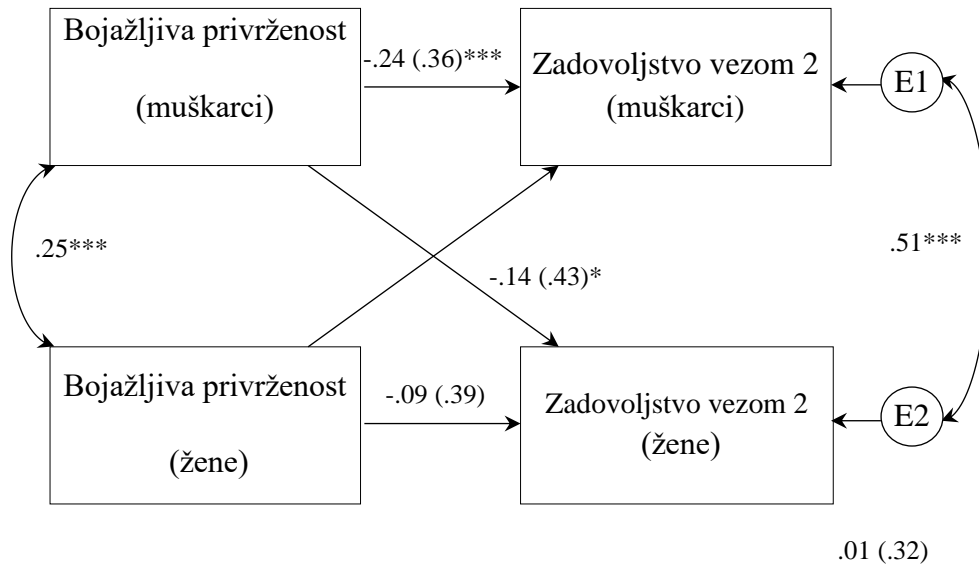 Bojažljiva privrženost
(muškarci)
-.24 (.36)***
Zadovoljstvo vezom 2
(muškarci)
E1
.25***
-.14 (.43)*
.51***
Bojažljiva privrženost
(žene)
-.09 (.39)
Zadovoljstvo vezom 2
(žene)
E2
.01 (.32)